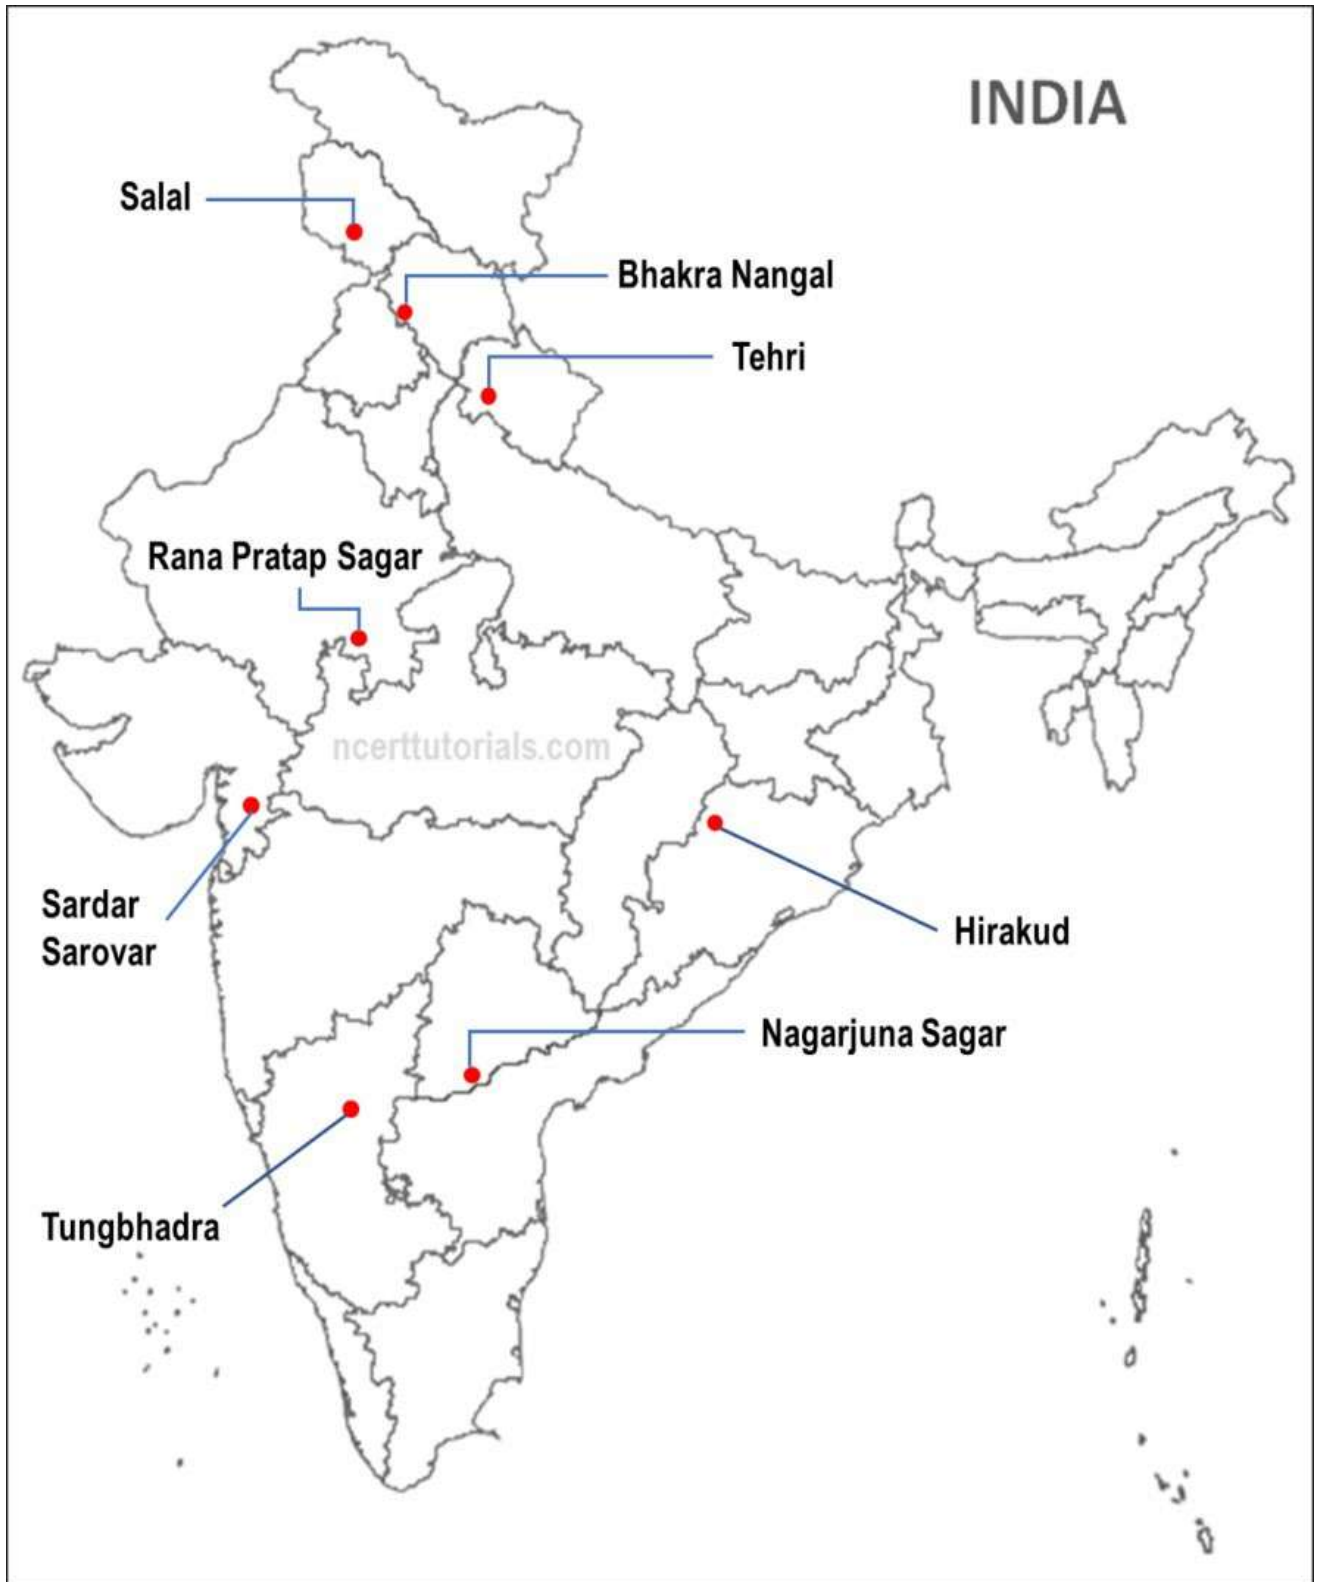 INDIA
Salal
Bhakra Nangal
Tehri
Rana Pratap Sagar
ncerttutorials.com
Sardar
Sarovar
Hirakud
Nagarjuna Sagar
Tungbhadra